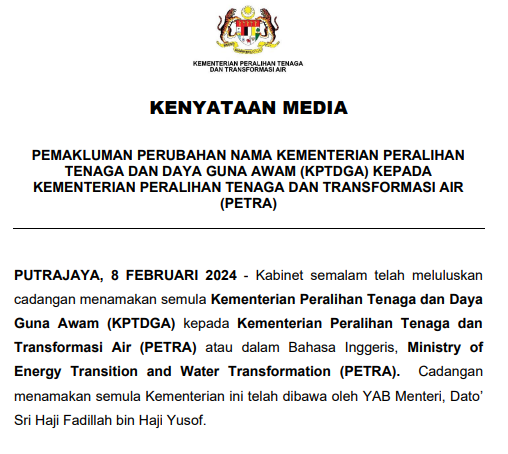 KEMENTERIAN PERALIHAN TENAGA
DAN TRANSFORMASI AIR
KENYATAAN MEDIA
PEMAKLUMAN PERUBAHAN NAMA KEMENTERIAN PERALIHAN
TENAGA DAN DAYA GUNA AWAM (KPTDGA) KEPADA
KEMENTERIAN PERALIHAN TENAGA DAN TRANSFORMASI AIR
(PETRA)
PUTRAJAYA, 8 FEBRUARI 2024 - Kabinet semalam telah meluluskan
cadangan menamakan semula Kementerian Peralihan Tenaga dan Daya
Guna Awam (KPTDGA) kepada Kementerian Peralihan Tenaga dan
Transformasi Air (PETRA) atau dalam Bahasa Inggeris, Ministry of
Energy Transition and Water Transformation (PETRA). Cadangan
menamakan semula Kementerian ini telah dibawa oleh YAB Menteri, Dato’
Sri Haji Fadillah bin Haji Yusof.